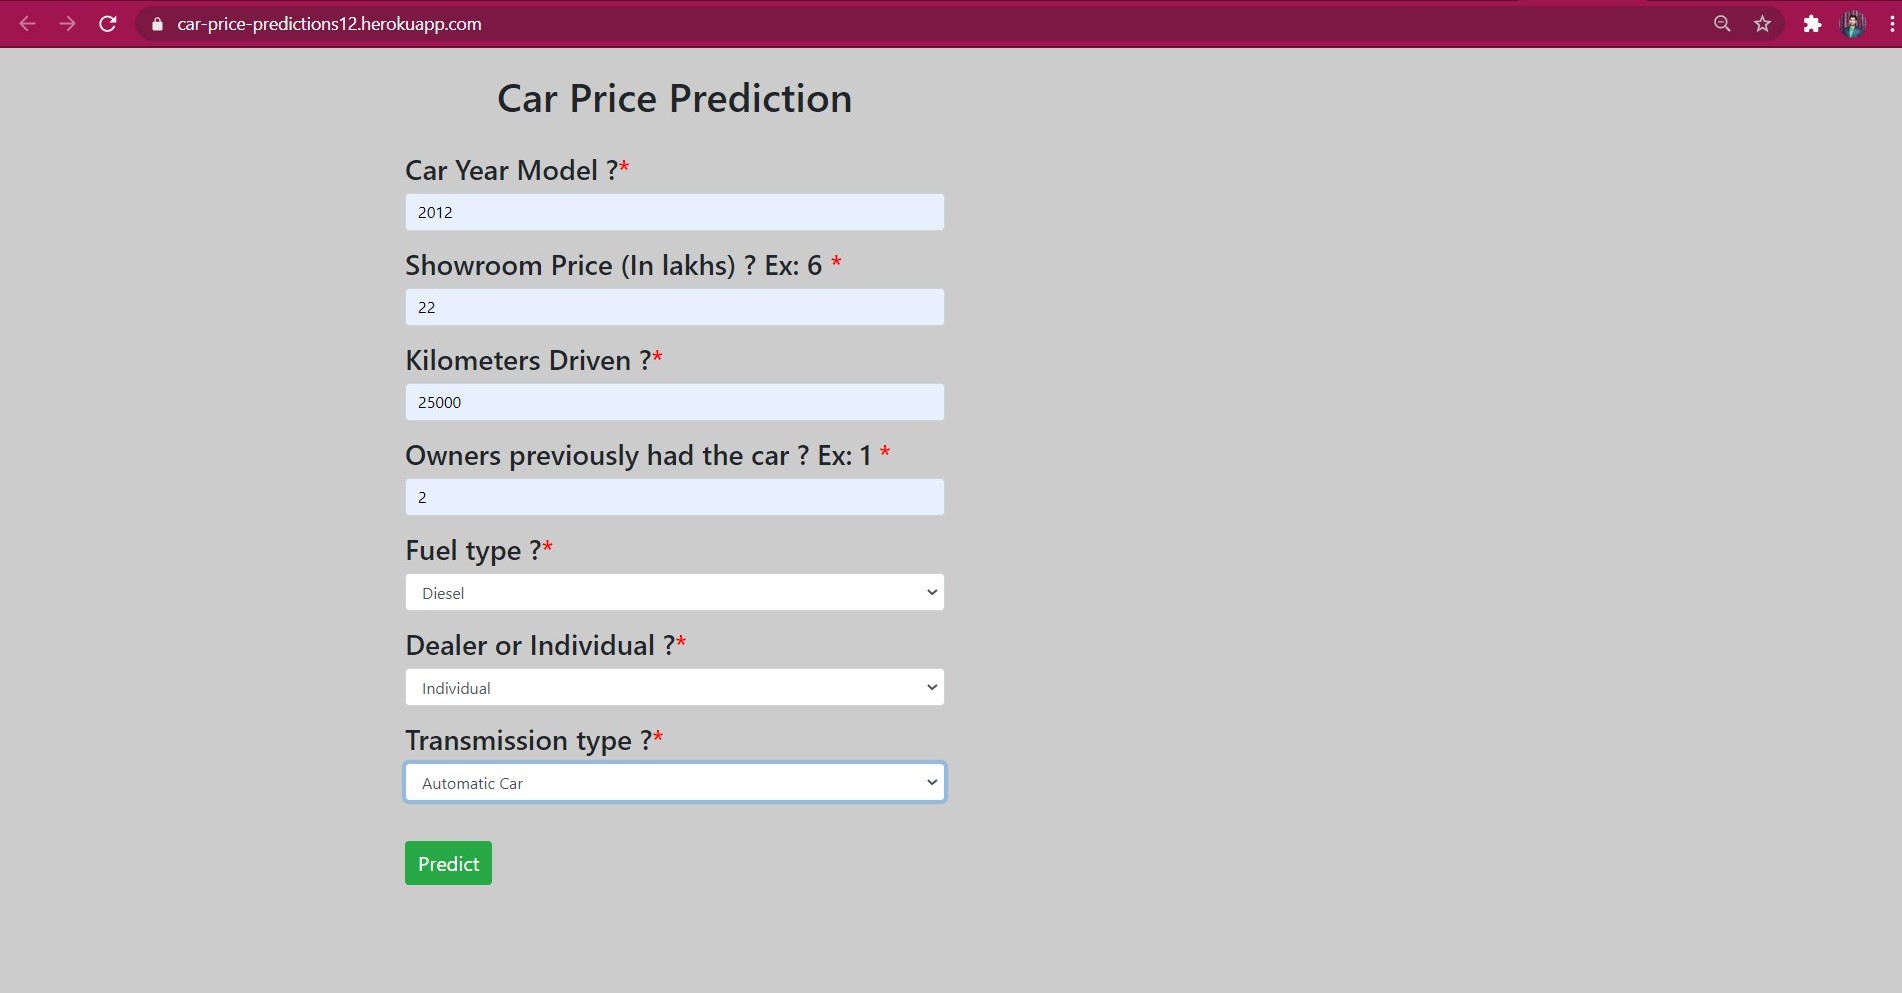 car-price-predictions12.herokuapp.com
Car Price Prediction
Car Year Model ?*
2012
Showroom Price (In lakhs) ? Ex: 6 *
22
Kilometers Driven ?*
25000
Owners previously had the car ? Ex: 1 *
2
Fuel type ?*
Diesel
Dealer or Individual ?*
Individual
Transmission type ?*
Automatic Car
Predict